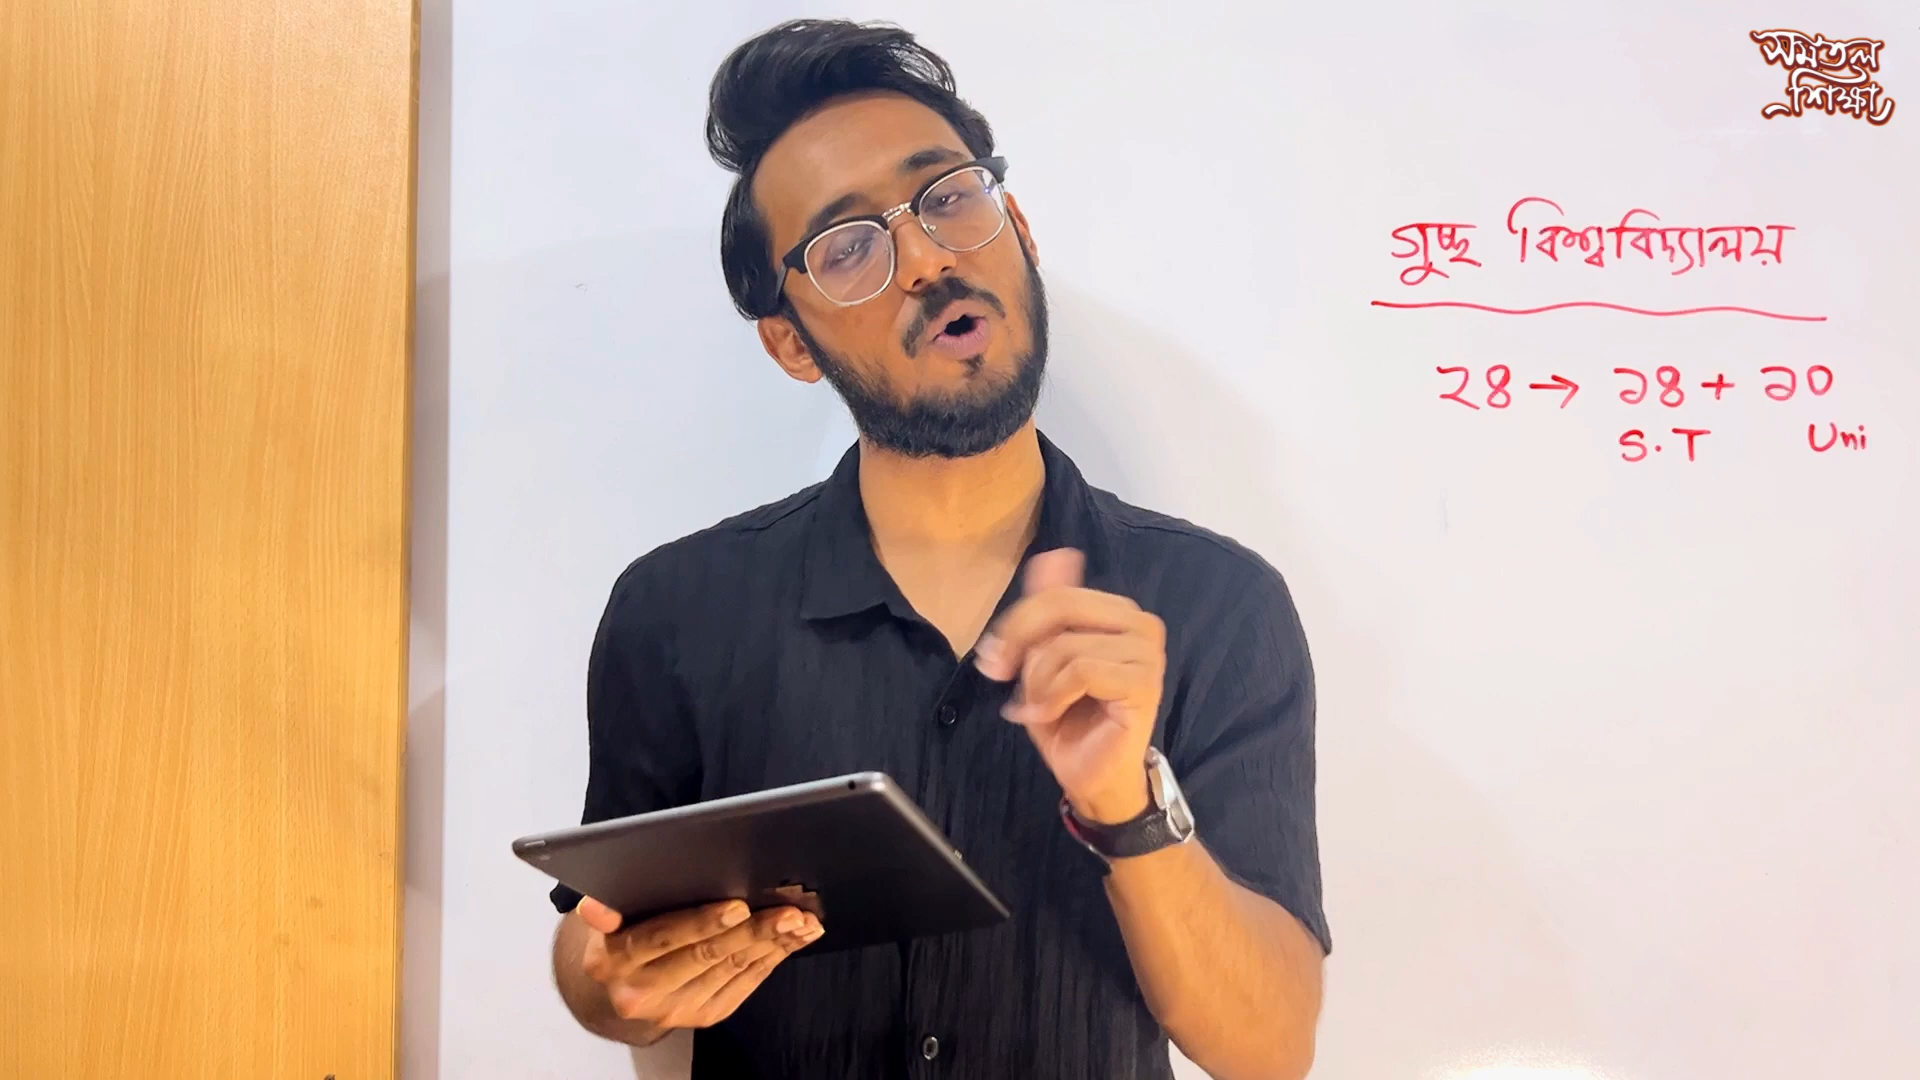 সমতল
শিক্ষা
গুচ্ছ বিশ্ববিদ্যালয়
২৪ → ১৪ + ১০
S.T Uni